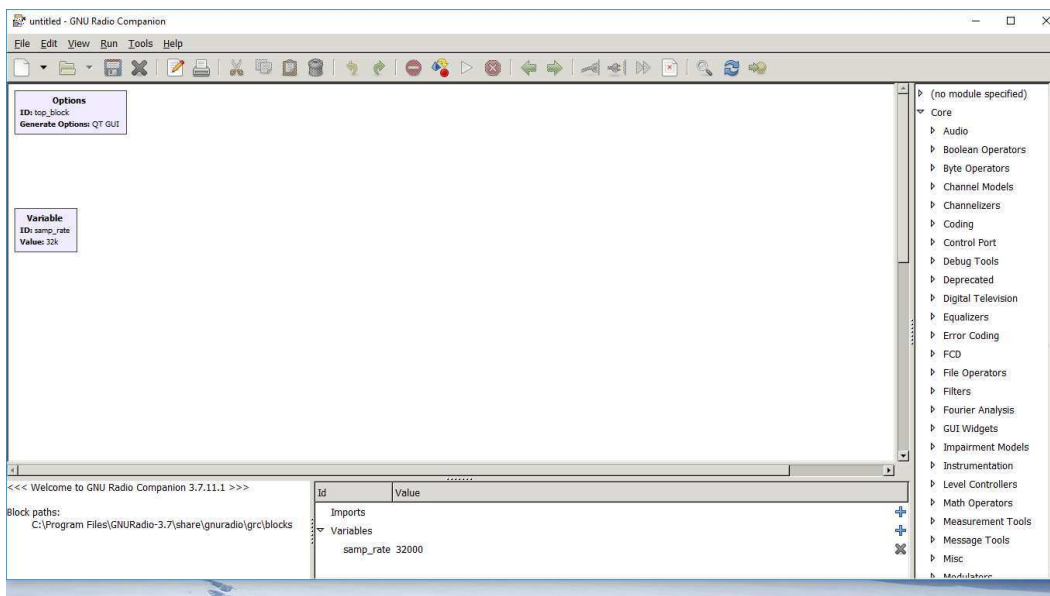 untitled - GNU Radio Companion
File Edit View Run Tools Help
Options
ID: top_block
Generate Options: QT GUI
Variable
ID: samp_rate
Value: 32k
(no module specified)
Core
Audio
Boolean Operators
Byte Operators
Channel Models
Channelizers
Coding
Control Port
Debug Tools
Deprecated
Digital Television
Equalizers
Error Coding
FCD
File Operators
Filters
Fourier Analysis
GUI Widgets
Impairment Models
Instrumentation
Level Controllers
Math Operators
Measurement Tools
Message Tools
Misc
Modulators
<<< Welcome to GNU Radio Companion 3.7.11.1 >>>
Block paths:
C:\Program Files\GNURadio-3.7\share\gnuradio\grc\blocks
Id Value
Imports
Variables
samp_rate 32000